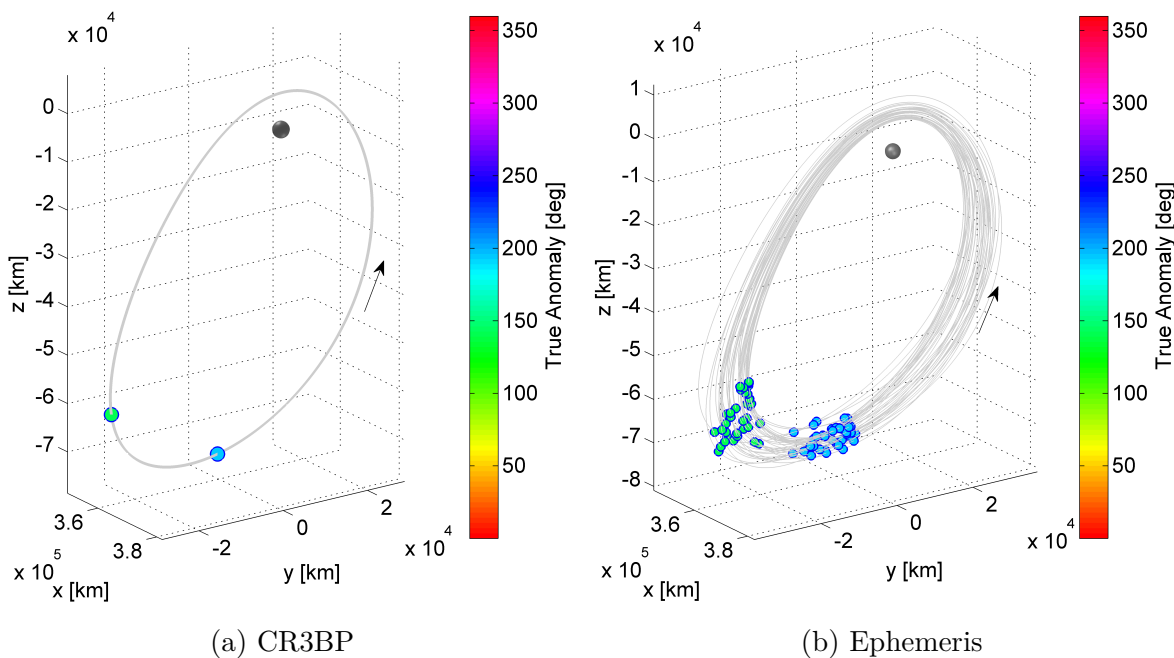 x 10 4
0
-1
-2
-3
-4
-5
-6
-7
z [km]
3.6
3.8
x 10 5
x [km]
-2
0
2
x 10 4
y [km]
350
300
250
200
150
100
50
True Anomaly [deg]
(a) CR3BP
x 10 4
1
0
-1
-2
-3
-4
-5
-6
-7
-8
z [km]
3.6
3.8
x 10 5
x [km]
-2
0
2
x 10 4
y [km]
350
300
250
200
150
100
50
True Anomaly [deg]
(b) Ephemeris